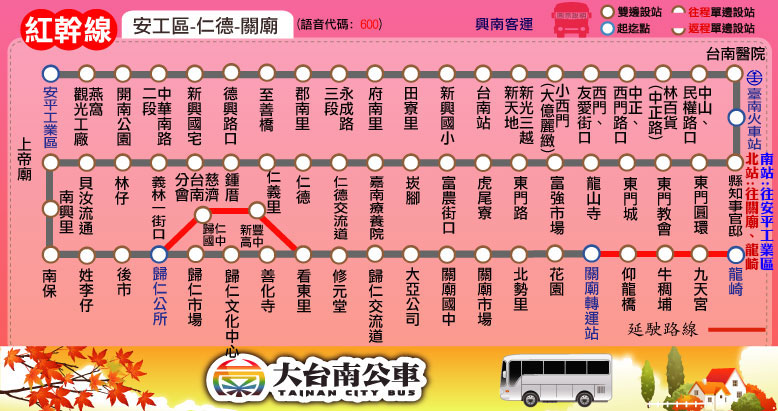 紅幹線
安工區-仁德-關廟
(語音代碼: 600)
興南客運
雙邊設站
往程單邊設站
起迄點
返程單邊設站
台南醫院
安平工業區
燕窩觀光工廠
開南公園
中華南路二段
新興國宅
德興路口
至善橋
郡南里
永成路三段
府南里
田寮里
新興國小
台南站
新光三越新天地
小西門(大億麗緻)
西門、友愛街口
中正、西門路口
林百貨(中正路)
中山、民權路口
臺南火車站
南站:往安平工業區
北站:往關廟、龍崎
上帝廟
南興里
貝汝流通
林仔
義林一街口
慈濟台南分會
鍾厝
仁義里
仁德
仁德交流道
嘉南療養院
崁腳
富農街口
虎尾寮
東門路
富強市場
龍山寺
東門城
東門教會
東門圓環
縣知事官邸
歸仁國中
新豐高中
南保
姓李仔
後市
歸仁公所
歸仁市場
歸仁文化中心
善化寺
看東里
修元堂
歸仁交流道
大亞公司
關廟國中
關廟市場
北勢里
花園
關廟轉運站
仰龍橋
牛稠埔
九天宮
龍崎
延駛路線
大台南公車
TAINAN CITY BUS